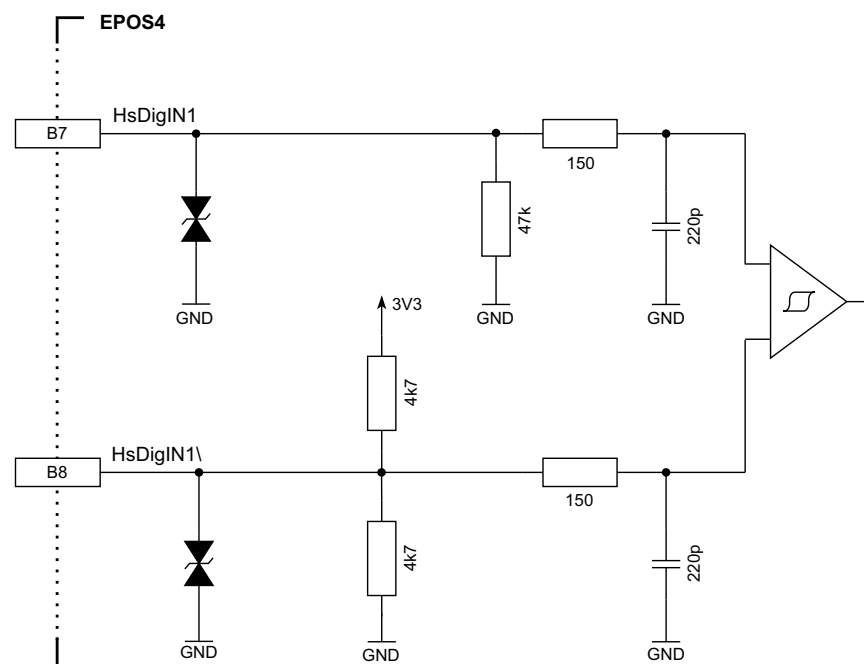 EPOS4
HsDigIN1
B7
150
47k
220p
GND
GND
GND
3V3
4k7
HsDigIN1\
B8
150
4k7
220p
GND
GND
GND